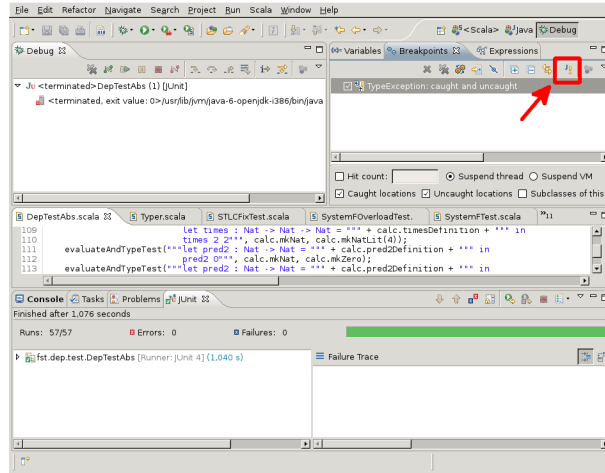 File Edit Refactor Navigate Search Project Run Scala Window Help
<Scala> Java Debug
Debug
<terminated>DepTestAbs (1) [JUnit]
<terminated, exit value: 0>/usr/lib/jvm/java-6-openjdk-i386/bin/java
Variables Breakpoints Expressions
TypeException: caught and uncaught
Hit count: Suspend thread Suspend VM
Caught locations Uncaught locations Subclasses of this
DepTestAbs.scala Typer.scala STLCFixTest.scala SystemFOverloadTest. SystemFTest.scala »11
109 let times : Nat -> Nat -> Nat = """ + calc.timesDefinition + """ in
110 times 2 2""", calc.mkNat, calc.mkNatLit(4));
111 evaluateAndTypeTest("""let pred2 : Nat -> Nat = """ + calc.pred2Definition + """ in
112 pred2 0""", calc.mkNat, calc.mkZero);
113 evaluateAndTypeTest("""let pred2 : Nat -> Nat = """ + calc.pred2Definition + """ in
Console Tasks Problems JUnit
Finished after 1,076 seconds
Runs: 57/57 Errors: 0 Failures: 0
fst.dep.test.DepTestAbs [Runner: JUnit 4] (1,040 s)
Failure Trace